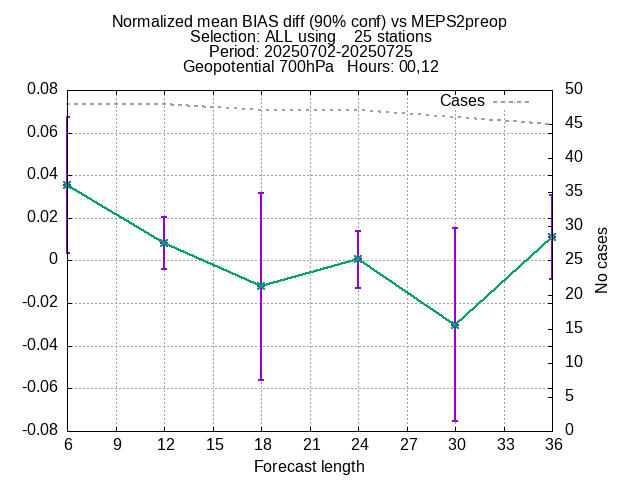 Normalized mean BIAS diff (90% conf) vs MEPS2preop
Selection: ALL using    25 stations
Period: 20250702-20250725
Geopotential 700hPa   Hours: 00,12
Cases
0.08
0.06
0.04
0.02
0
-0.02
-0.04
-0.06
-0.08
50
45
40
35
30
25
20
15
10
5
0
No cases
6 9 12 15 18 21 24 27 30 33 36
Forecast length